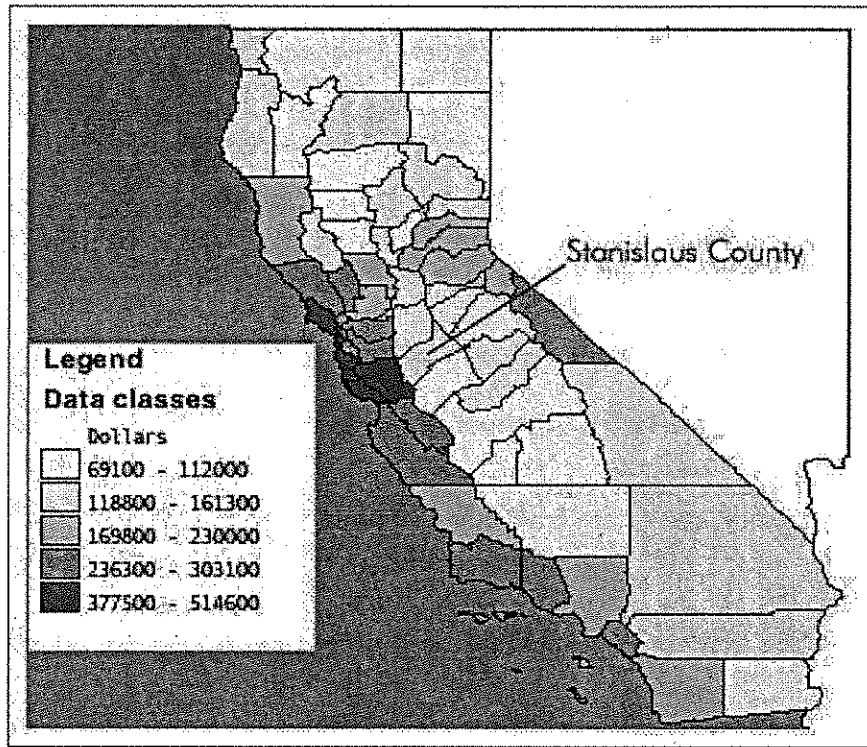 Stanislaus County
Legend
Data classes
Dollars
69100 - 112000
118800 - 161300
169800 - 230000
236300 - 303100
377500 - 514600